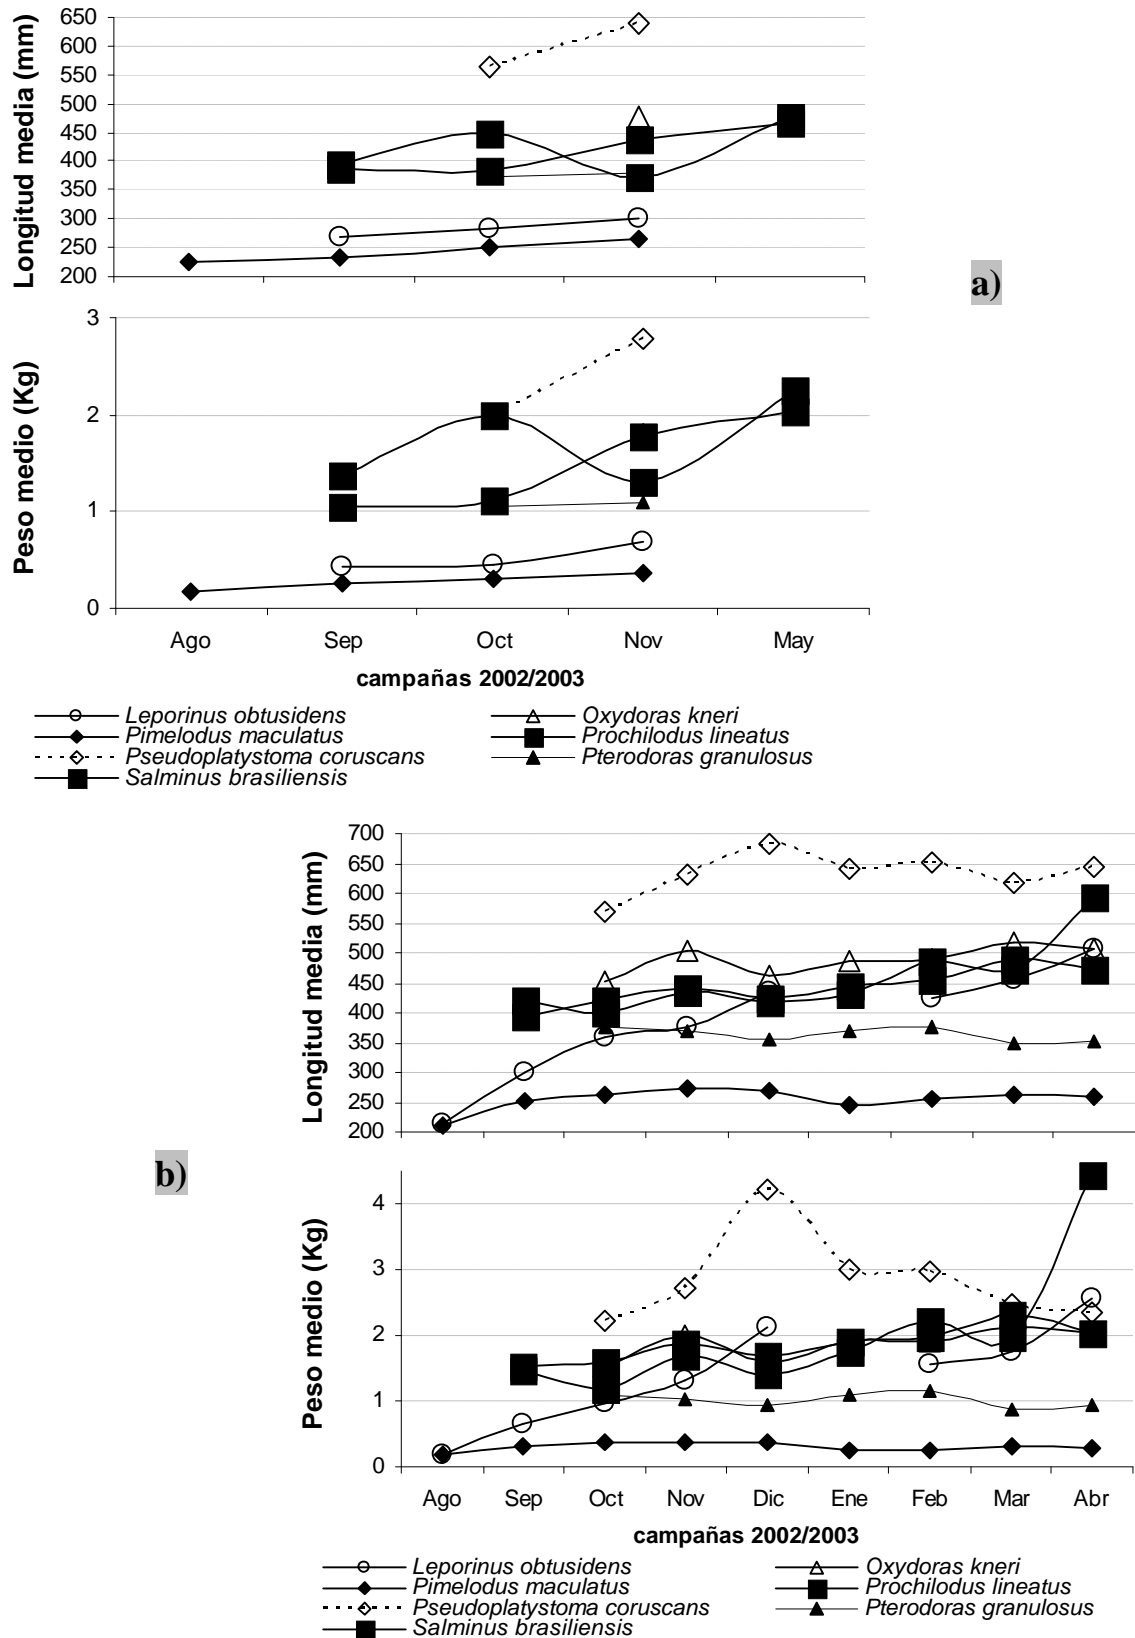 Longitud media (mm)
650
600
550
500
450
400
350
300
250
200
a)
Peso medio (Kg)
3
2
1
0
Ago Sep Oct Nov May
campañas 2002/2003
Leporinus obtusidens Oxydoras kneri
Pimelodus maculatus Prochilodus lineatus
Pseudoplatystoma coruscans Pterodoras granulosus
Salminus brasiliensis
Longitud media (mm)
700
650
600
550
500
450
400
350
300
250
200
b)
Peso medio (Kg)
4
3
2
1
0
Ago Sep Oct Nov Dic Ene Feb Mar Abr
campañas 2002/2003
Leporinus obtusidens Oxydoras kneri
Pimelodus maculatus Prochilodus lineatus
Pseudoplatystoma coruscans Pterodoras granulosus
Salminus brasiliensis